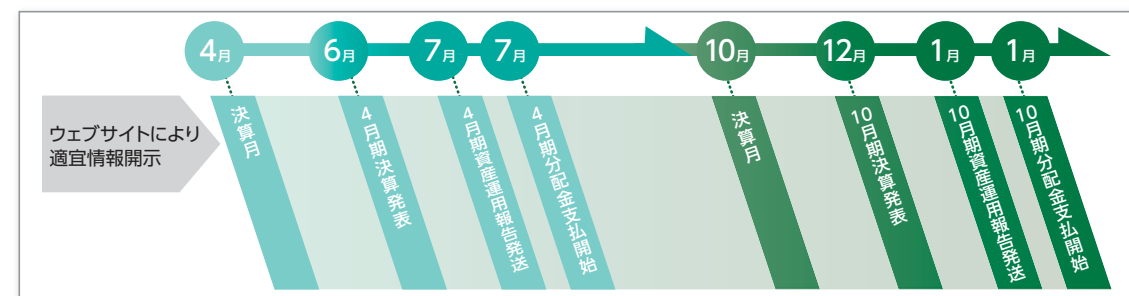 4月
6月
7月
7月
10月
12月
1月
1月
ウェブサイトにより
適宜情報開示
決算月
4月期決算発表
4月期資産運用報告発送
4月期分配金支払開始
決算月
10月期決算発表
10月期資産運用報告発送
10月期分配金支払開始